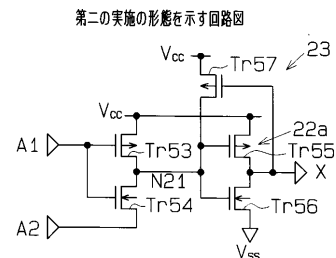 第二の実施の形態を示す回路図
Vcc
23
Tr57
Vcc
22a
A1
Tr53
Tr55
X
N21
A2
Tr54
Tr56
Vss